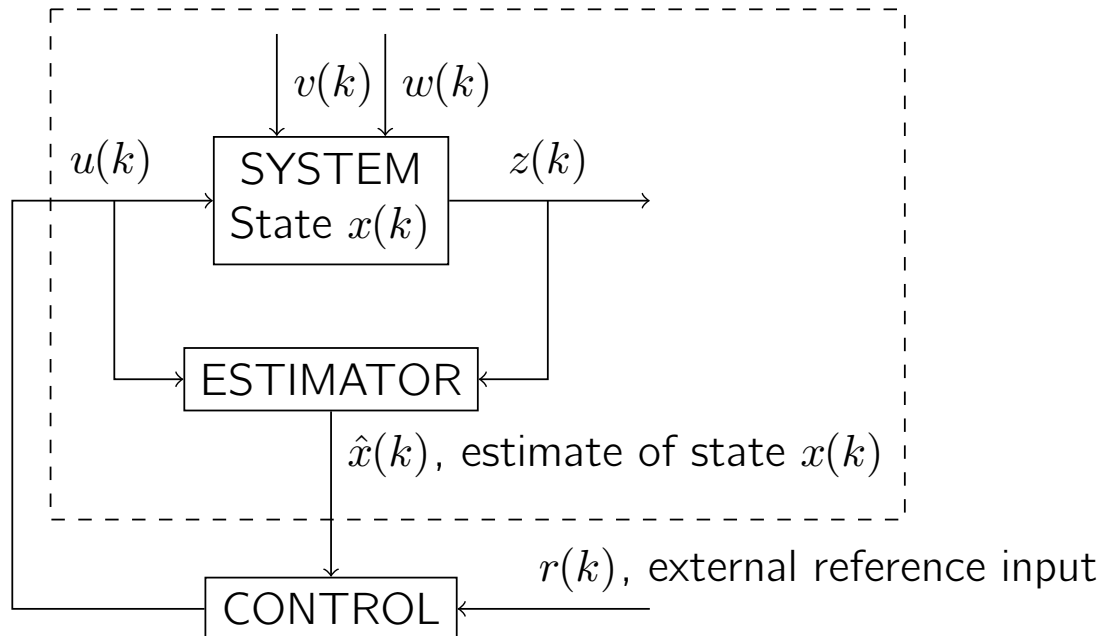 v(k)
w(k)
u(k)
SYSTEM
State x(k)
z(k)
ESTIMATOR
x̂(k), estimate of state x(k)
r(k), external reference input
CONTROL